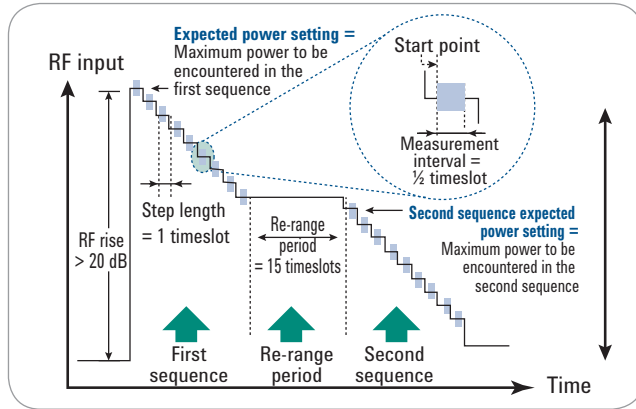 Expected power setting =
Maximum power to be
encountered in the
first sequence
Start point
RF input
Measurement
interval =
½ timeslot
Step length
= 1 timeslot
Re-range
period
= 15 timeslots
Second sequence expected
power setting =
Maximum power to be
encountered in the
second sequence
RF rise
> 20 dB
First
sequence
Re-range
period
Second
sequence
Time